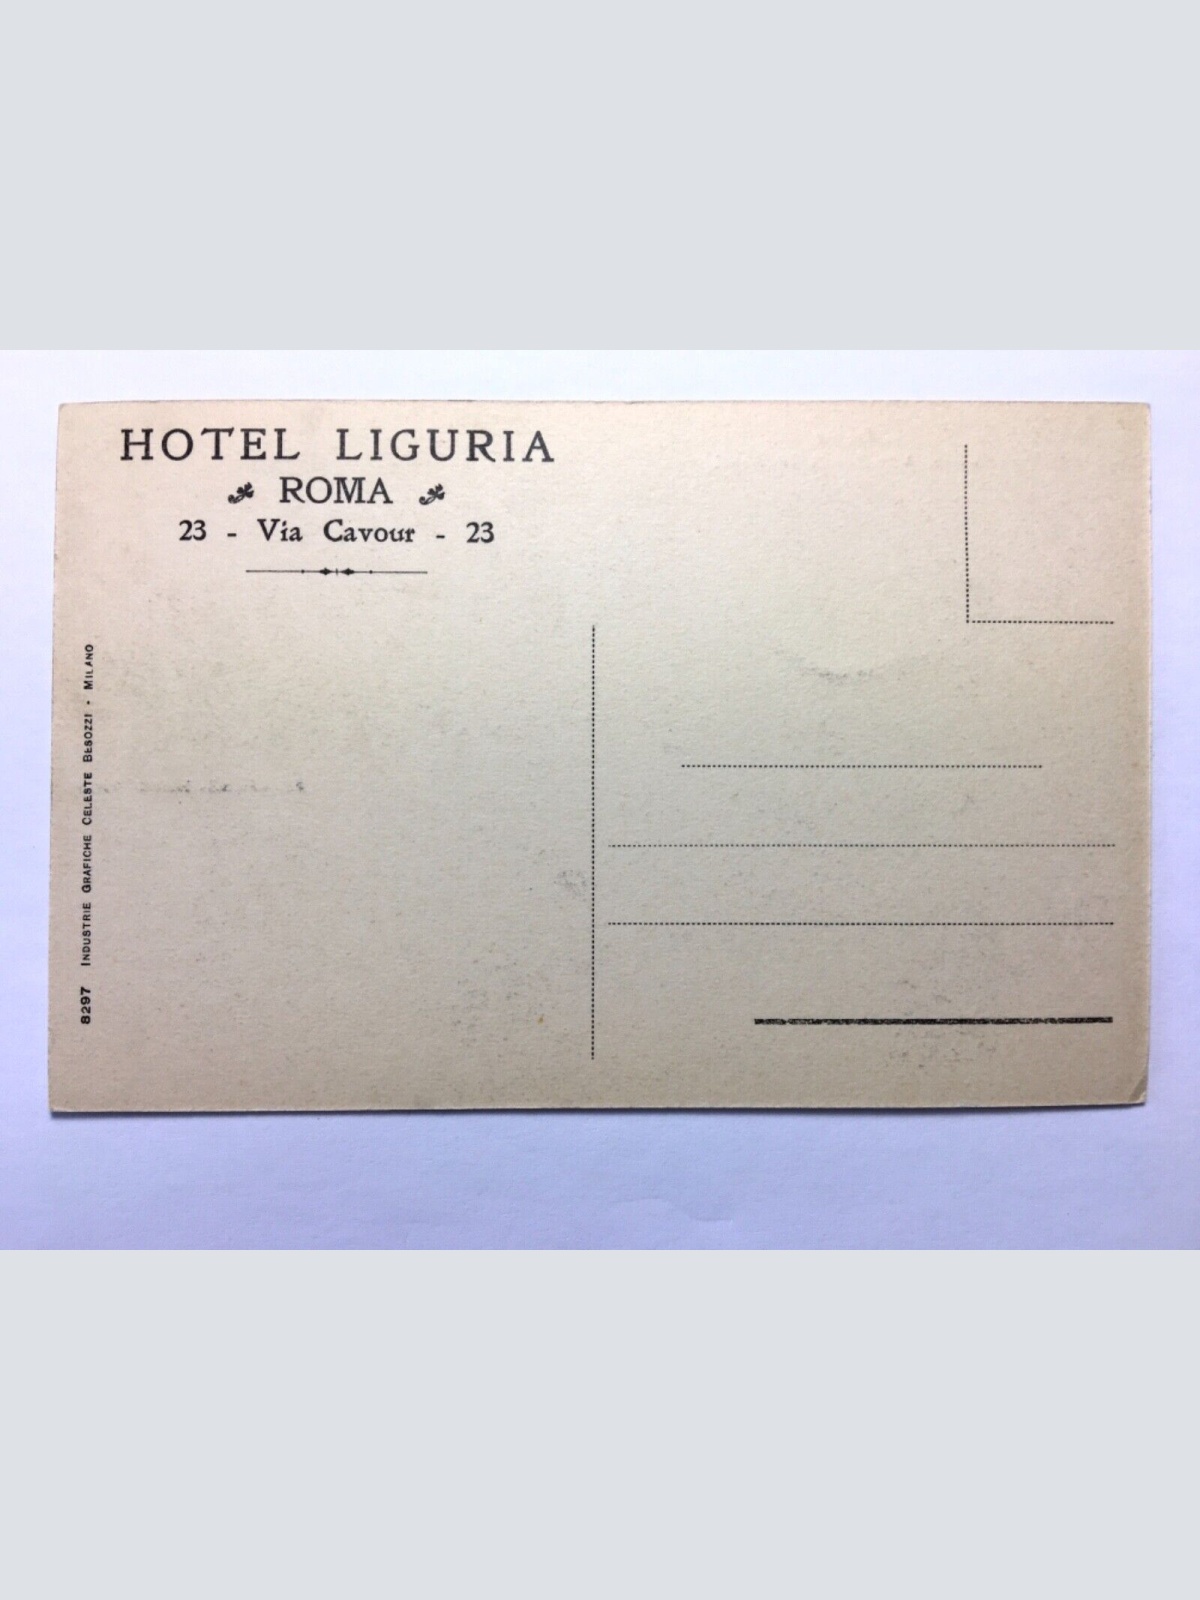 HOTEL LIGURIA
ROMA
23 - Via Cavour - 23
8297 INDUSTRIE GRAFICHE CELESTE BESOZZI - MILANO